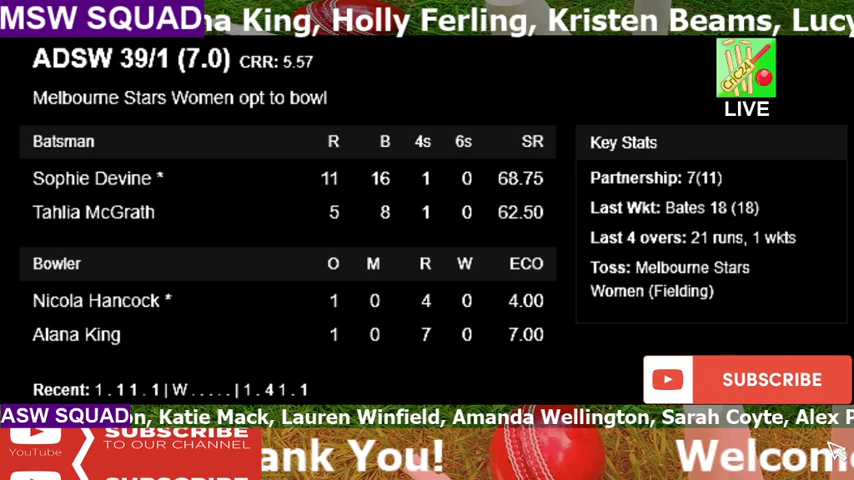 MSW SQUAD na King, Holly Ferling, Kristen Beams, Lucy
ADSW 39/1 (7.0) CRR: 5.57
Cric24
LIVE
Melbourne Stars Women opt to bowl
Batsman R B 4s 6s SR
Sophie Devine * 11 16 1 0 68.75
Tahlia McGrath 5 8 1 0 62.50
Key Stats
Partnership: 7(11)
Last Wkt: Bates 18 (18)
Last 4 overs: 21 runs, 1 wkts
Toss: Melbourne Stars
Women (Fielding)
Bowler O M R W ECO
Nicola Hancock * 1 0 4 0 4.00
Alana King 1 0 7 0 7.00
Recent: 1 . 1 1 . 1 | W . . . . . | 1 . 4 1 . 1
SUBSCRIBE
ASW SQUAD on, Katie Mack, Lauren Winfield, Amanda Wellington, Sarah Coyte, Alex P
YouTube
SUBSCRIBE
TO OUR CHANNEL
ank You! Welcome